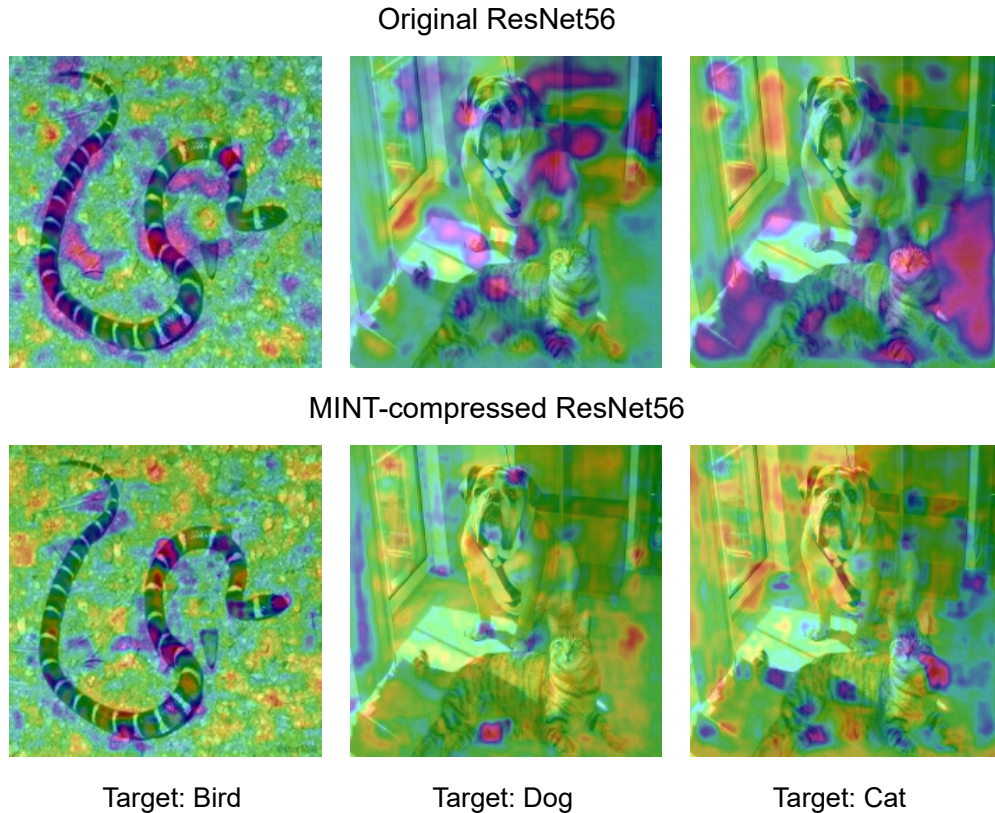 Original ResNet56
MINT-compressed ResNet56
Target: Bird
Target: Dog
Target: Cat